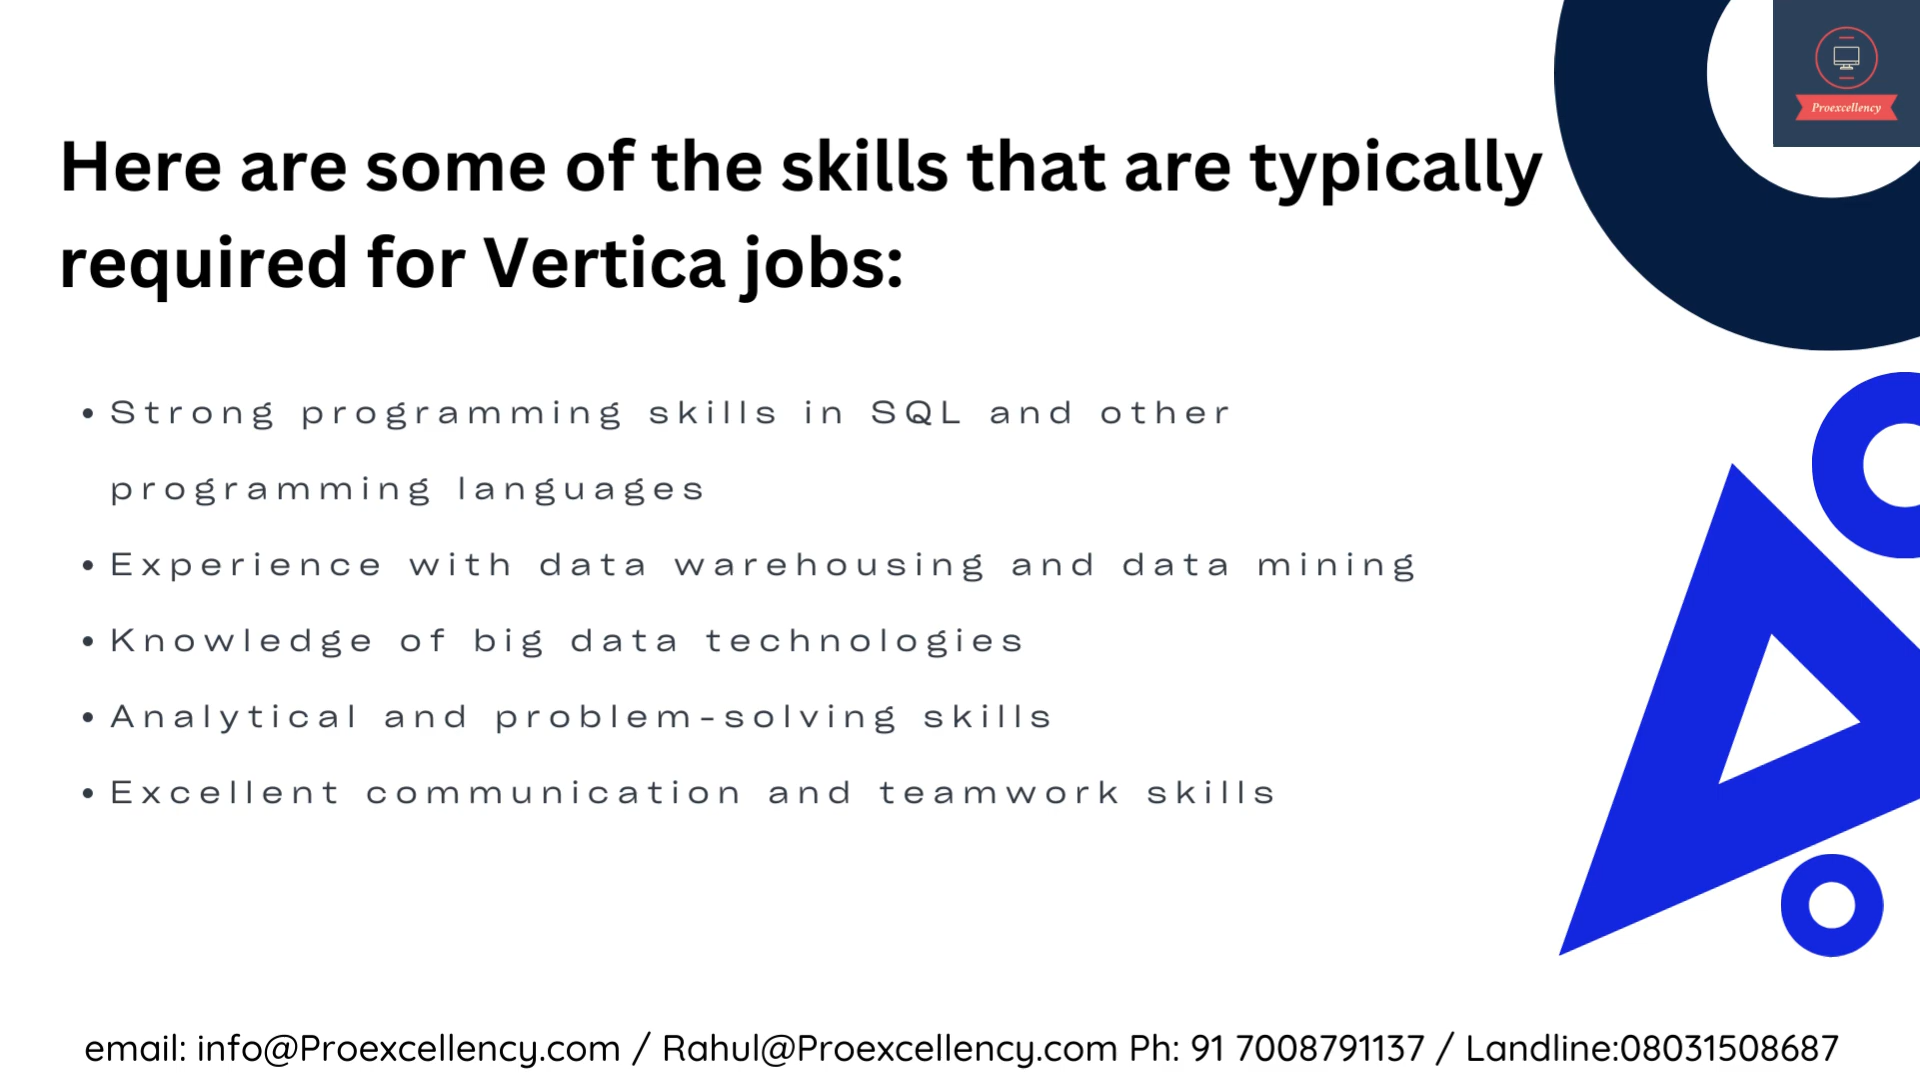 Proexcellency
Here are some of the skills that are typically
required for Vertica jobs:
• Strong programming skills in SQL and other
programming languages
• Experience with data warehousing and data mining
• Knowledge of big data technologies
• Analytical and problem-solving skills
• Excellent communication and teamwork skills
email: info@Proexcellency.com / Rahul@Proexcellency.com Ph: 91 7008791137 / Landline:08031508687